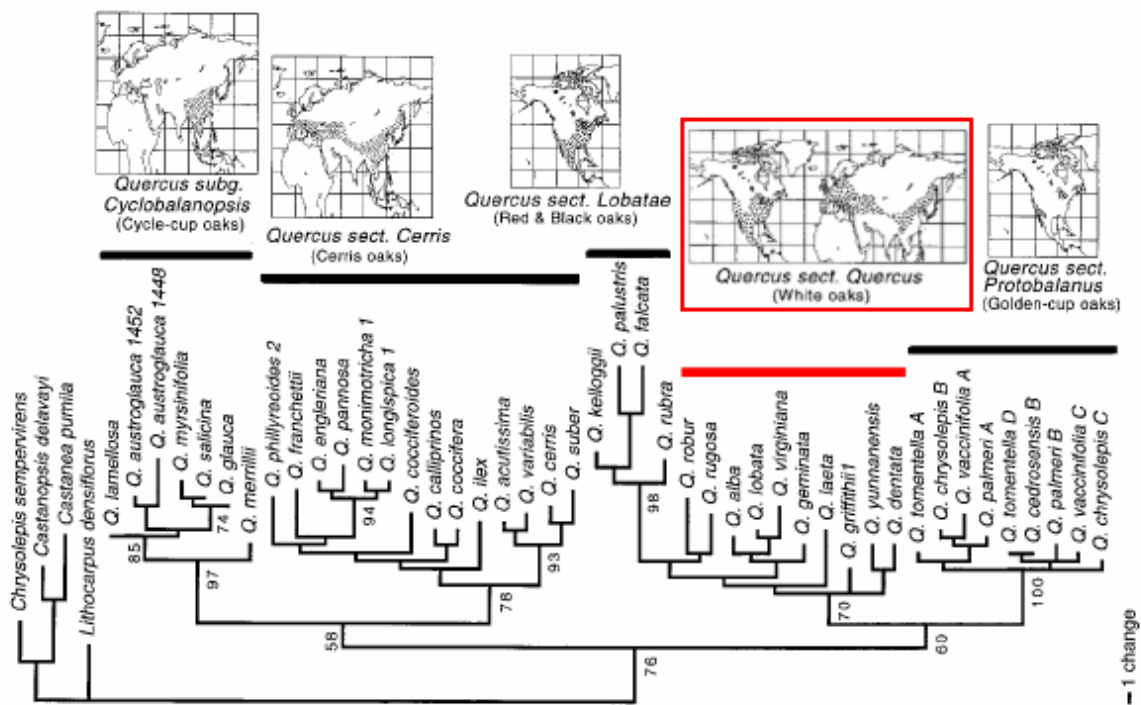 Quercus subg.
Cyclobalanopsis
(Cycle-cup oaks)
Quercus sect. Cerris
(Cerris oaks)
Quercus sect. Lobatae
(Red & Black oaks)
Quercus sect. Quercus
(White oaks)
Quercus sect.
Protobalanus
(Golden-cup oaks)
Chrysolepis sempervirens
Castanopsis delavayi
Castanea pumila
Lithocarpus densiflorus
Q. lamellosa
Q. austroglauca 1452
Q. austroglauca 1448
Q. myrsinifolia
Q. salicina
Q. glauca
Q. merrillii
Q. phillyreoides 2
Q. franchettii
Q. engleriana
Q. pannosa
Q. monimotricha 1
Q. longispica 1
Q. cocciferoides
Q. calliprinos
Q. coccifera
Q. ilex
Q. acutissima
Q. variabilis
Q. cerris
Q. suber
Q. kelloggii
Q. palustris
Q. falcata
Q. rubra
Q. robur
Q. rugosa
Q. alba
Q. lobata
Q. virginiana
Q. geminata
Q. laeta
Q. griffithii1
Q. yunnanensis
Q. dentata
Q. tomentella A
Q. chrysolepis B
Q. vaccinifolia A
Q. palmeri A
Q. tomentella D
Q. cedrosensis B
Q. palmeri B
Q. vaccinifolia C
Q. chrysolepis C
85
74
97
94
93
78
58
98
70
100
60
76
1 change